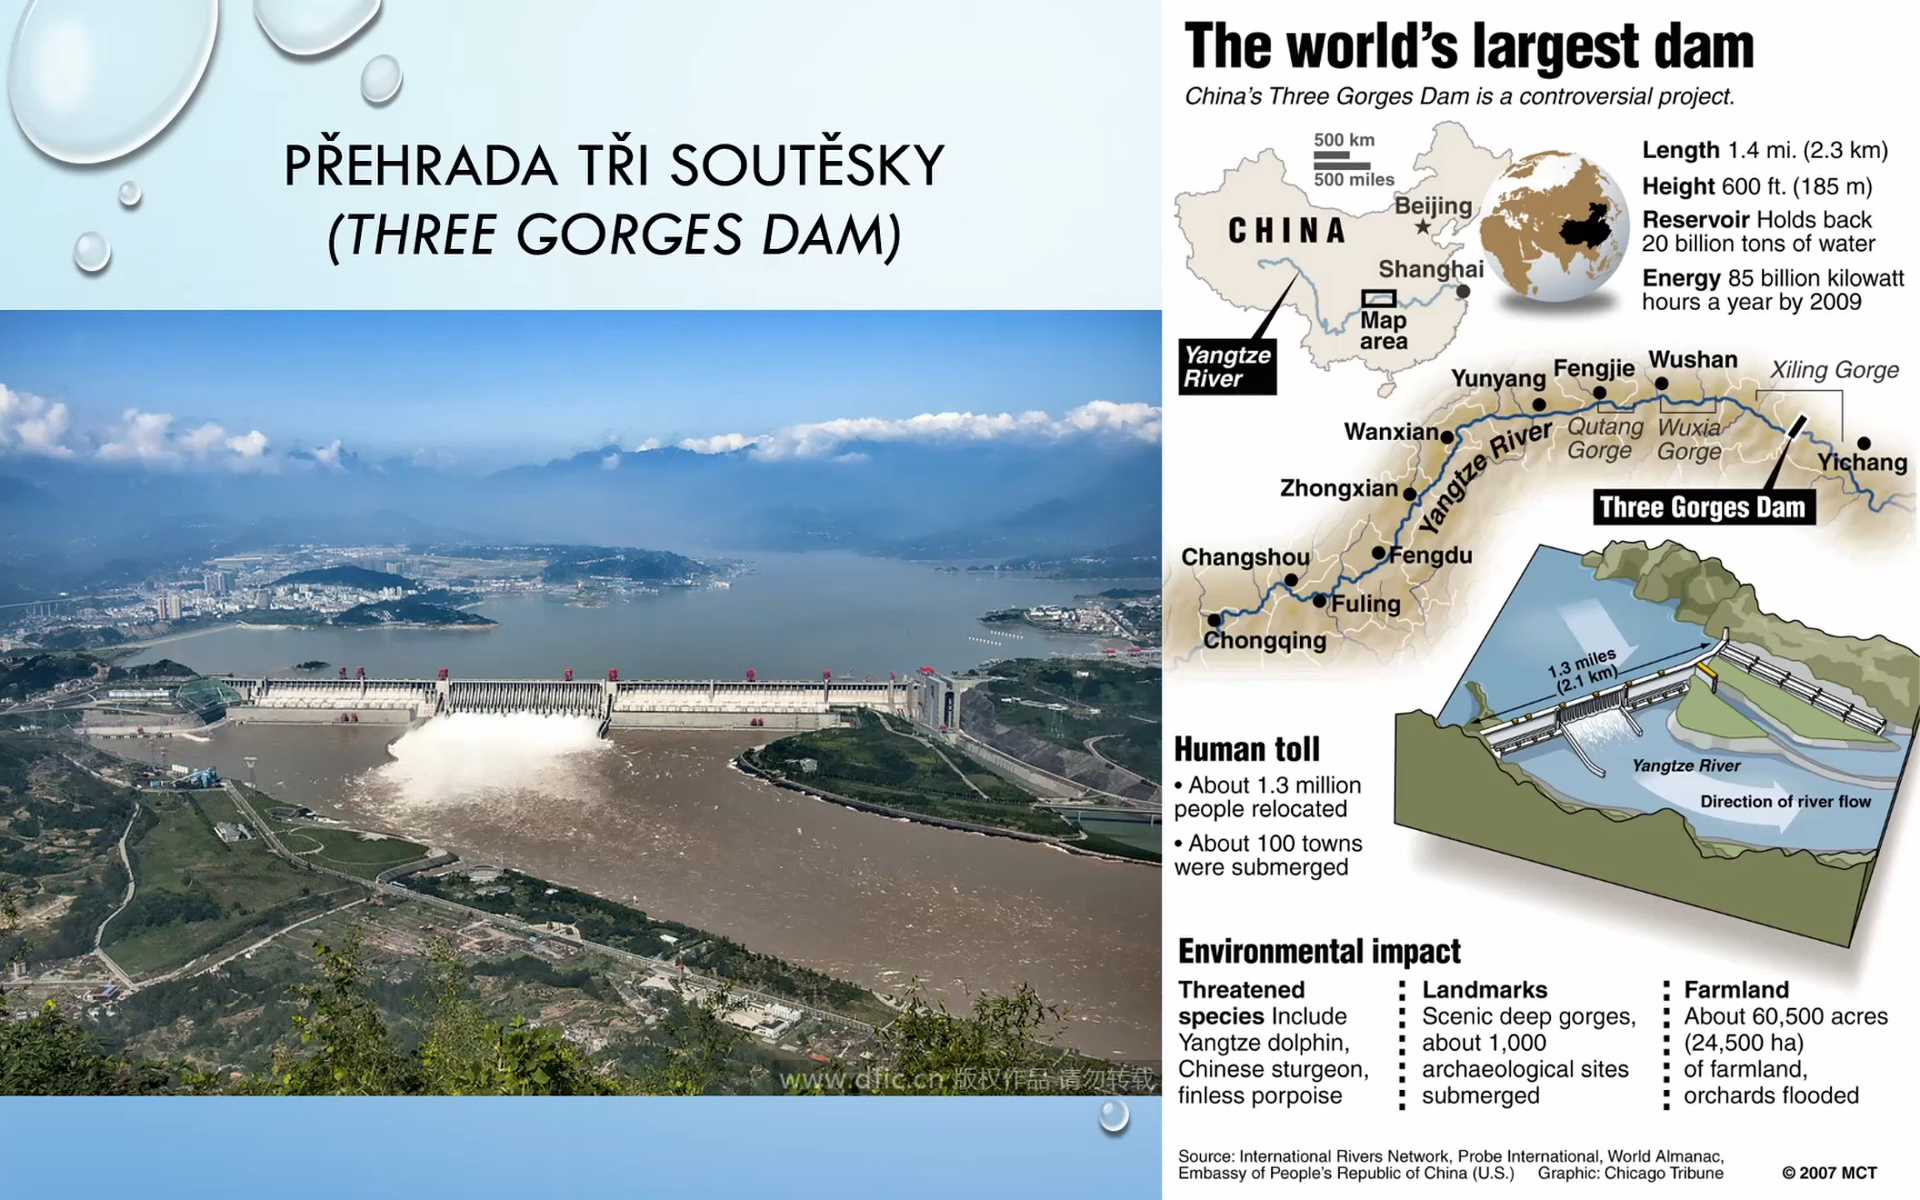 PŘEHRADA TŘI SOUTĚSKY
(THREE GORGES DAM)
www.dfic.cn 版权作品 请勿转载
The world's largest dam
China's Three Gorges Dam is a controversial project.
500 km
500 miles
Beijing
CHINA
Shanghai
Map
area
Yangtze
River
Length 1.4 mi. (2.3 km)
Height 600 ft. (185 m)
Reservoir Holds back
20 billion tons of water
Energy 85 billion kilowatt
hours a year by 2009
Yunyang
Fengjie
Wushan
Xiling Gorge
Wanxian
Yangtze River
Qutang
Gorge
Wuxia
Gorge
Yichang
Zhongxian
Three Gorges Dam
Changshou
Fengdu
Fuling
Chongqing
1.3 miles
(2.1 km)
Yangtze River
Direction of river flow
Human toll
• About 1.3 million
people relocated
• About 100 towns
were submerged
Environmental impact
Threatened
species Include
Yangtze dolphin,
Chinese sturgeon,
finless porpoise
Landmarks
Scenic deep gorges,
about 1,000
archaeological sites
submerged
Farmland
About 60,500 acres
(24,500 ha)
of farmland,
orchards flooded
Source: International Rivers Network, Probe International, World Almanac,
Embassy of People's Republic of China (U.S.) Graphic: Chicago Tribune
© 2007 MCT